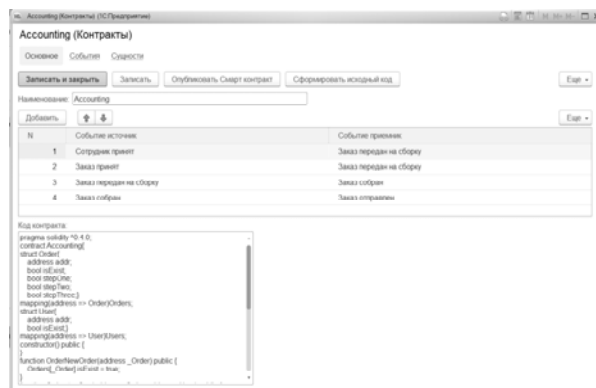 Accounting (Контракты) (1С:Предприятие)
Accounting (Контракты)
Основное События Сущности
Записать и закрыть Записать Опубликовать Смарт контракт Сформировать исходный код Еще
Наименование: Accounting
Добавить Еще
N Событие источник Событие приемник
1 Сотрудник принят Заказ передан на сборку
2 Заказ принят Заказ передан на сборку
3 Заказ передан на сборку Заказ собран
4 Заказ собран Заказ отправлен
Код контракта:
pragma solidity ^0.4.0;
contract Accounting{
struct Order{
address addr;
bool isExist;
bool stepOne;
bool stepTwo;
bool stepThree;}
mapping(address => Order)Orders;
struct User{
address addr;
bool isExist;}
mapping(address => User)Users;
constructor() public {
}
function OrderNewOrder(address _Order) public {
Orders[_Order].isExist = true;
}